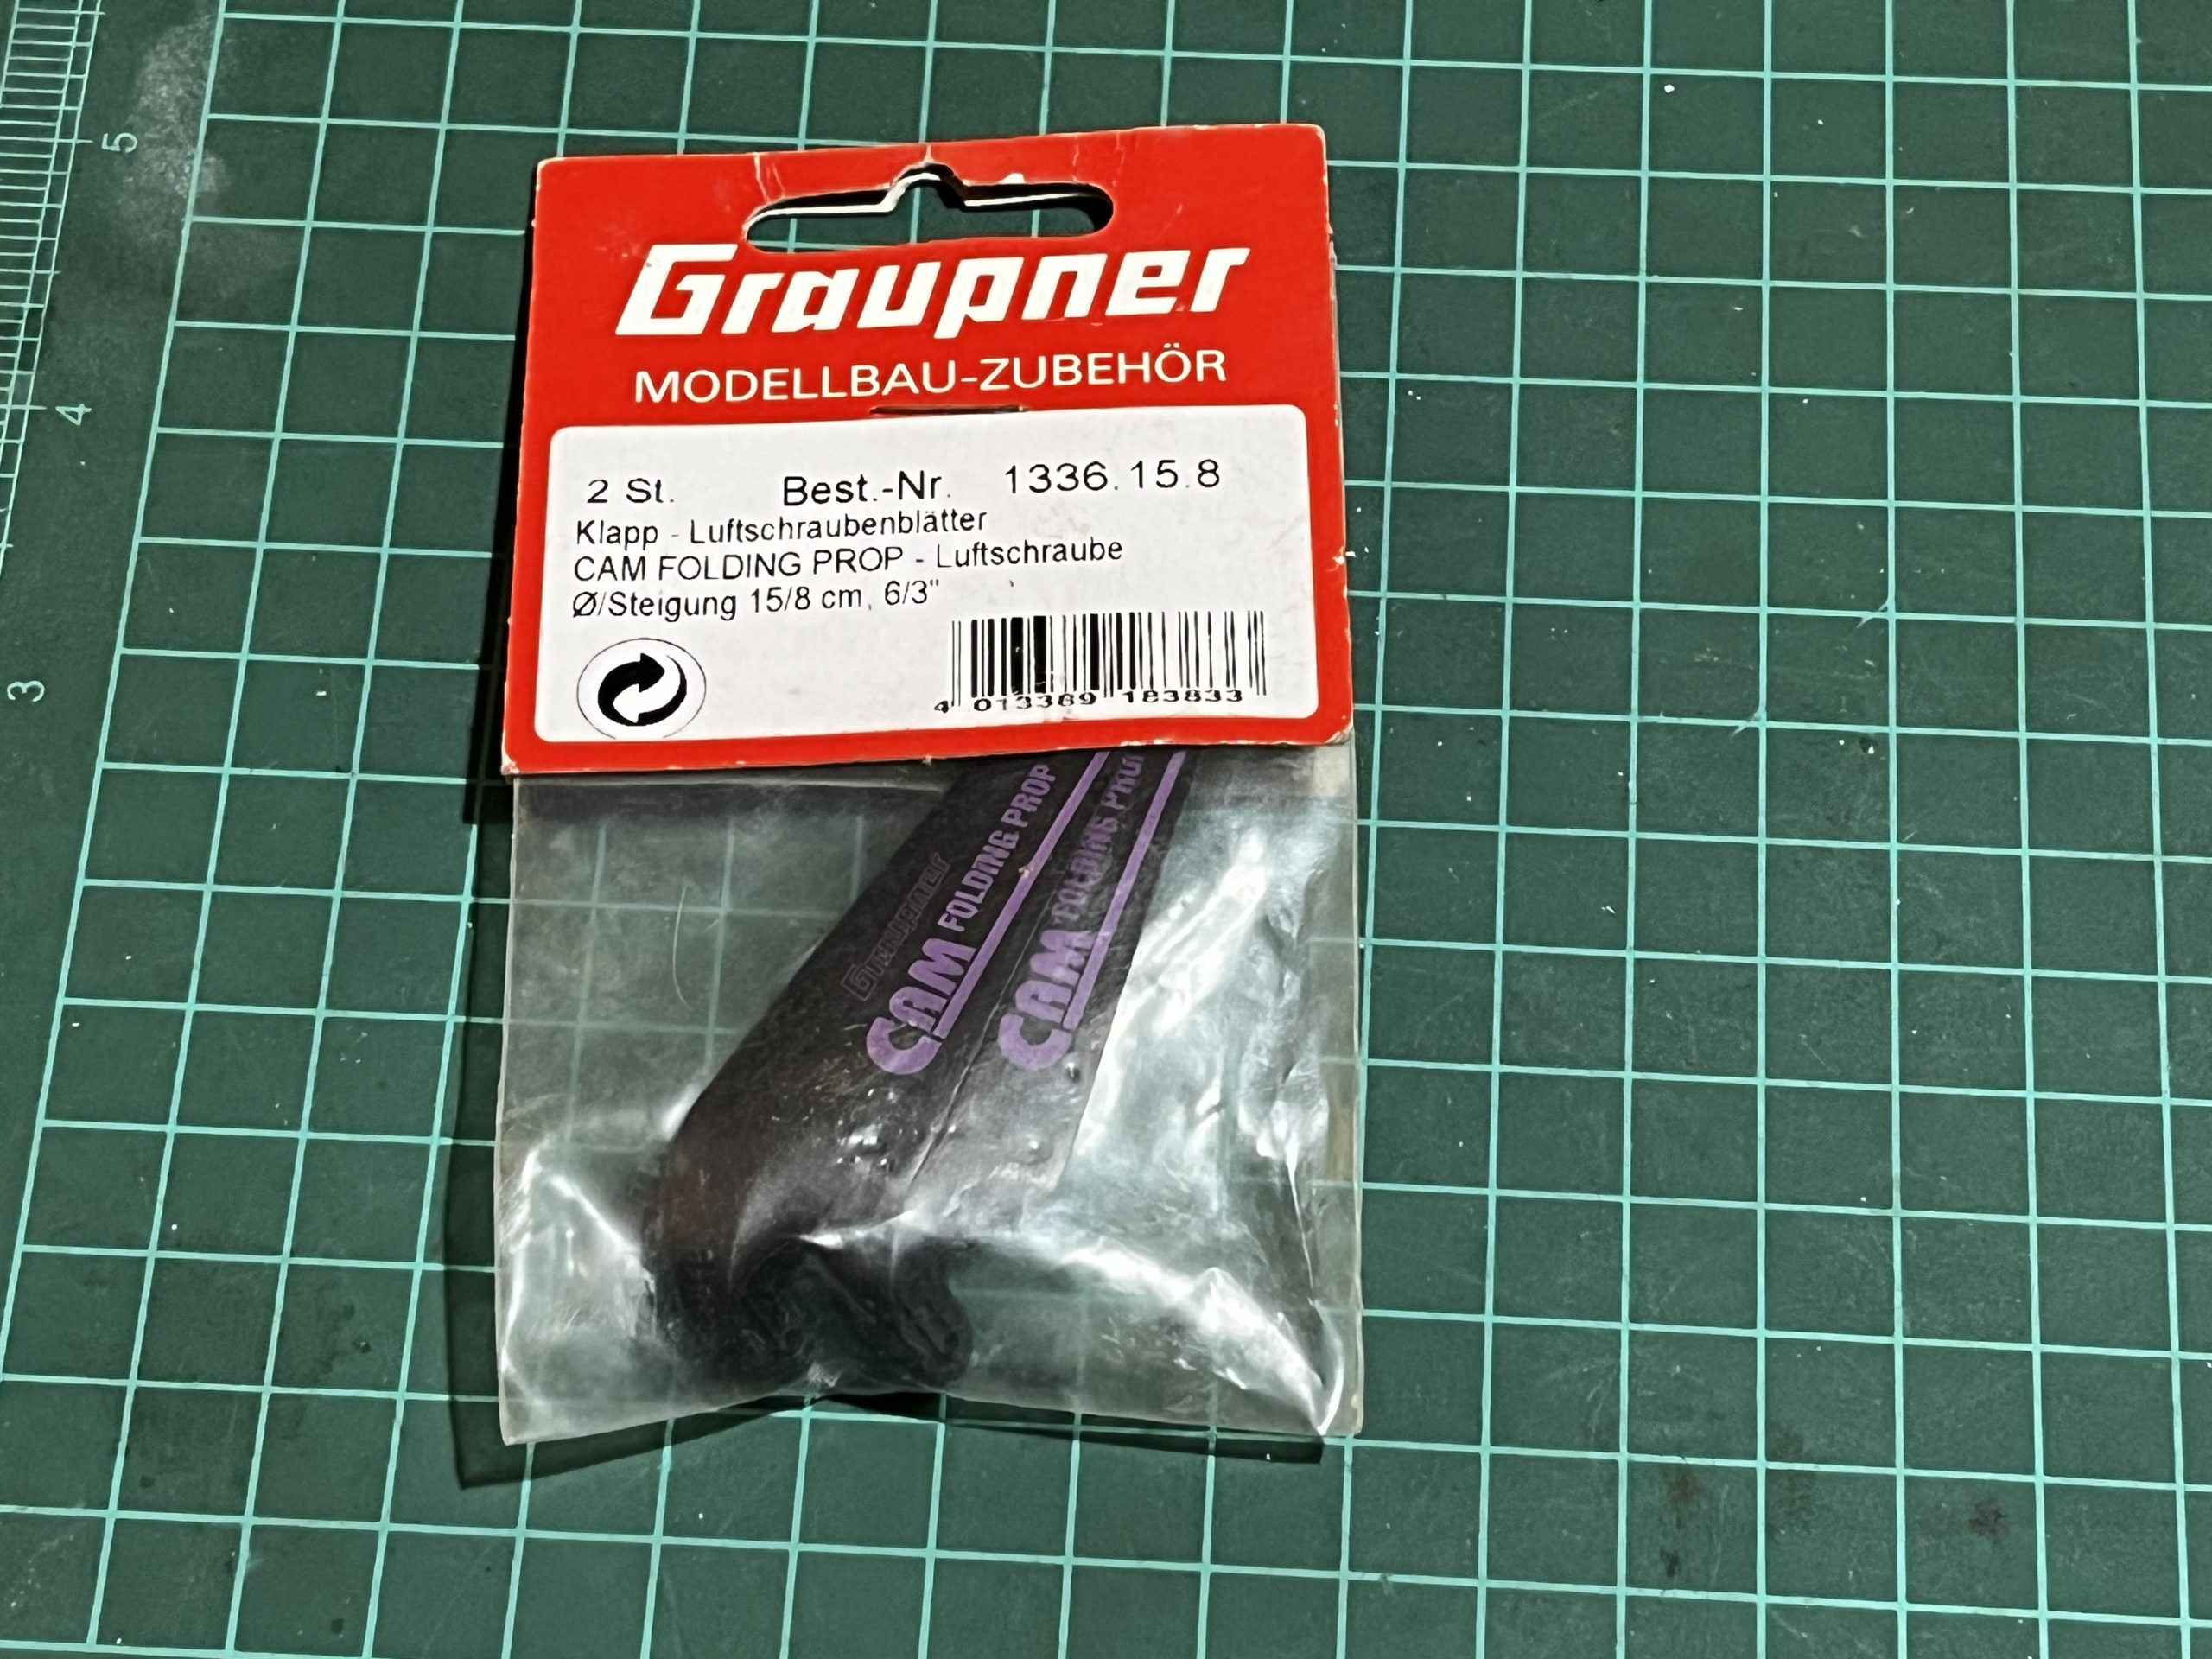 Graupner
MODELLBAU-ZUBEHÖR
2 St. Best.-Nr. 1336.15.8
Klapp - Luftschraubenblätter
CAM FOLDING PROP - Luftschraube
Ø/Steigung 15/8 cm, 6/3"
4 013389 183833
Graupner
CAM FOLDING PROP
CAM FOLDING PROP
5
4
3